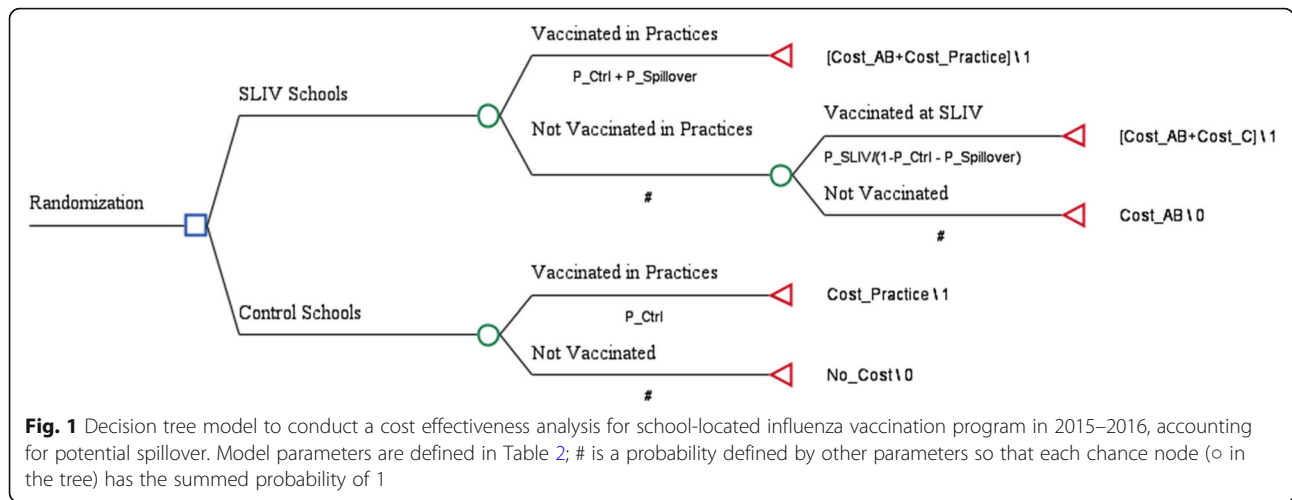 Vaccinated in Practices
[Cost_AB+Cost_Practice] \ 1
P_Ctrl + P_Spillover
SLIV Schools
Vaccinated at SLIV
Not Vaccinated in Practices
[Cost_AB+Cost_C] \ 1
P_SLIV/(1-P_Ctrl - P_Spillover)
Not Vaccinated
#
Cost_AB \ 0
#
Randomization
Vaccinated in Practices
Cost_Practice \ 1
Control Schools
P_Ctrl
Not Vaccinated
No_Cost \ 0
#
Fig. 1 Decision tree model to conduct a cost effectiveness analysis for school-located influenza vaccination program in 2015–2016, accounting
for potential spillover. Model parameters are defined in Table 2; # is a probability defined by other parameters so that each chance node (○ in
the tree) has the summed probability of 1